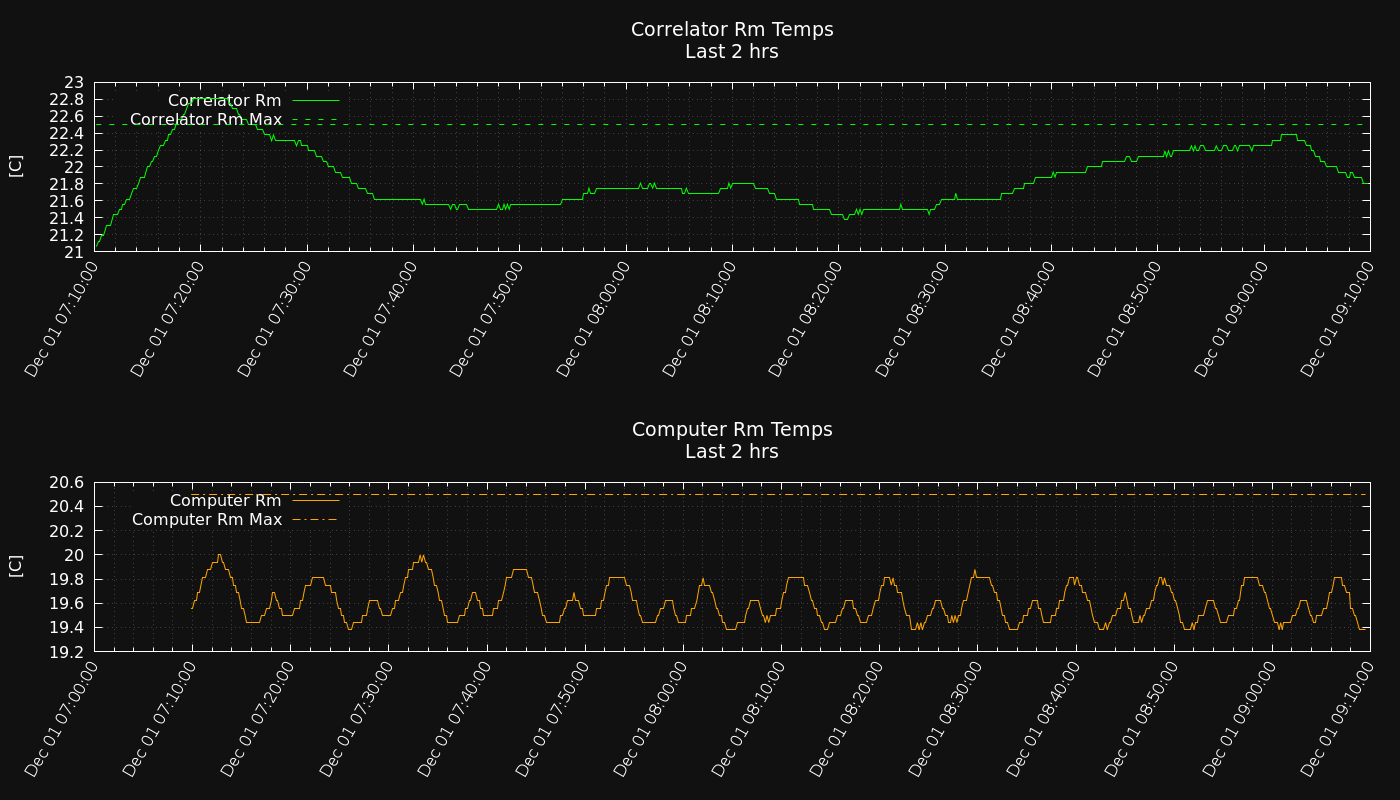 Correlator Rm Temps
Last 2 hrs
[C]
23
22.8
22.6
22.4
22.2
22
21.8
21.6
21.4
21.2
21
Correlator Rm
Correlator Rm Max
Dec 01 07:10:00
Dec 01 07:20:00
Dec 01 07:30:00
Dec 01 07:40:00
Dec 01 07:50:00
Dec 01 08:00:00
Dec 01 08:10:00
Dec 01 08:20:00
Dec 01 08:30:00
Dec 01 08:40:00
Dec 01 08:50:00
Dec 01 09:00:00
Dec 01 09:10:00
Computer Rm Temps
Last 2 hrs
[C]
20.6
20.4
20.2
20
19.8
19.6
19.4
19.2
Computer Rm
Computer Rm Max
Dec 01 07:00:00
Dec 01 07:10:00
Dec 01 07:20:00
Dec 01 07:30:00
Dec 01 07:40:00
Dec 01 07:50:00
Dec 01 08:00:00
Dec 01 08:10:00
Dec 01 08:20:00
Dec 01 08:30:00
Dec 01 08:40:00
Dec 01 08:50:00
Dec 01 09:00:00
Dec 01 09:10:00